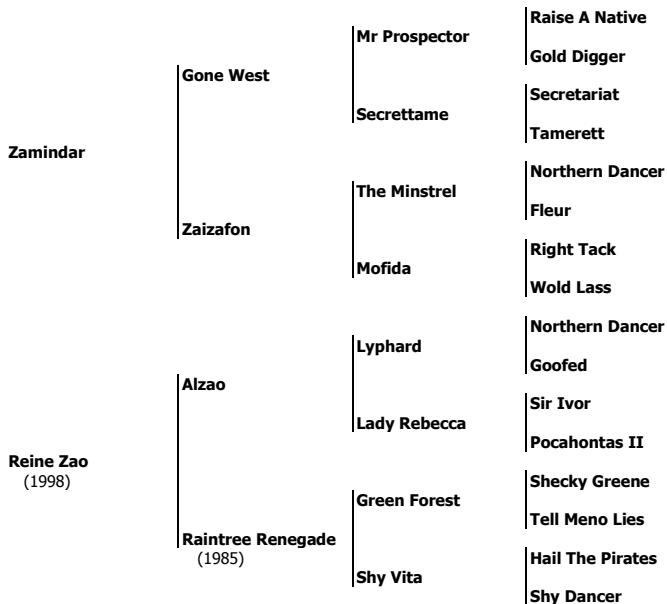 Raise A Native
Mr Prospector
Gold Digger
Gone West
Secretariat
Secrettame
Tamerett
Zamindar
Northern Dancer
The Minstrel
Fleur
Zaizafon
Right Tack
Mofida
Wold Lass
Northern Dancer
Lyphard
Goofed
Alzao
Sir Ivor
Lady Rebecca
Pocahontas II
Reine Zao
(1998)
Shecky Greene
Green Forest
Tell Meno Lies
Raintree Renegade
(1985)
Hail The Pirates
Shy Vita
Shy Dancer